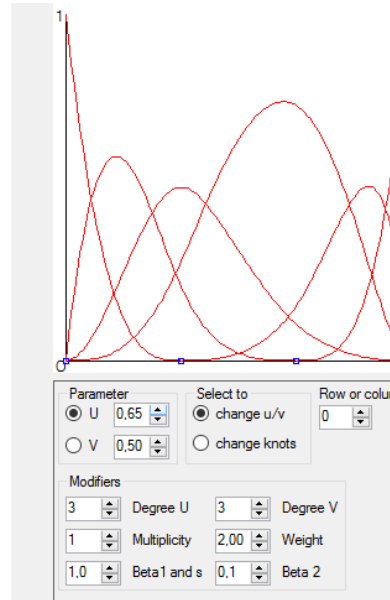 1
0
Parameter Select to Row or colu
U 0,65 change u/v 0
V 0,50 change knots
Modifiers
3 Degree U 3 Degree V
1 Multiplicity 2,00 Weight
1,0 Beta1 and s 0,1 Beta 2